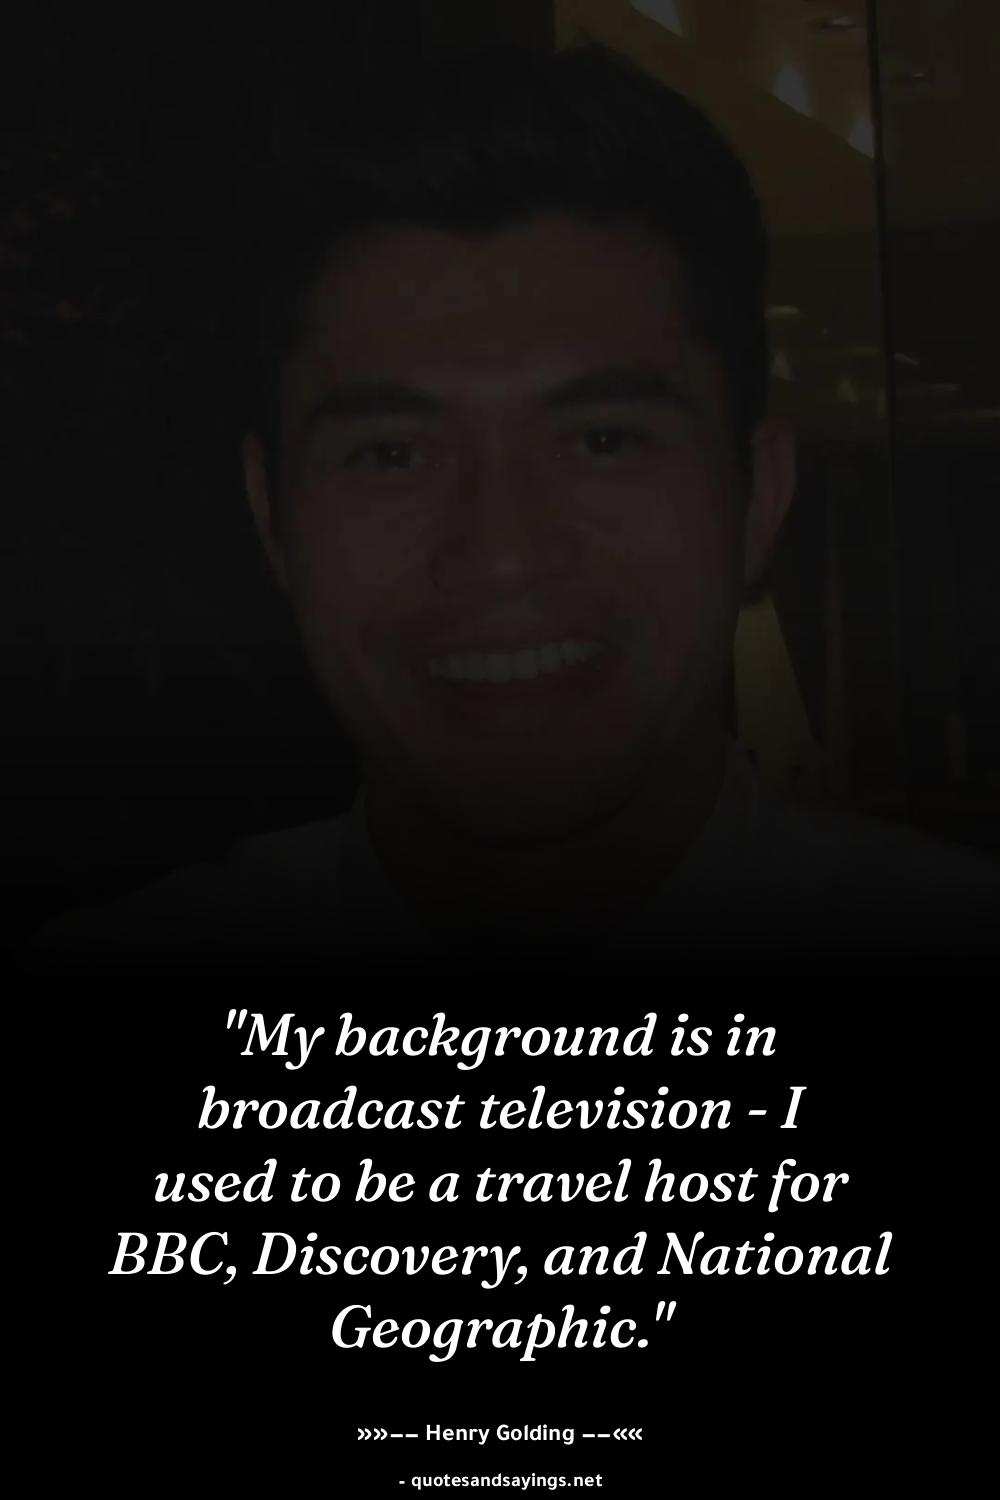 "My background is in
broadcast television - I
used to be a travel host for
BBC, Discovery, and National
Geographic."
»»–– Henry Golding ––««
- quotesandsayings.net